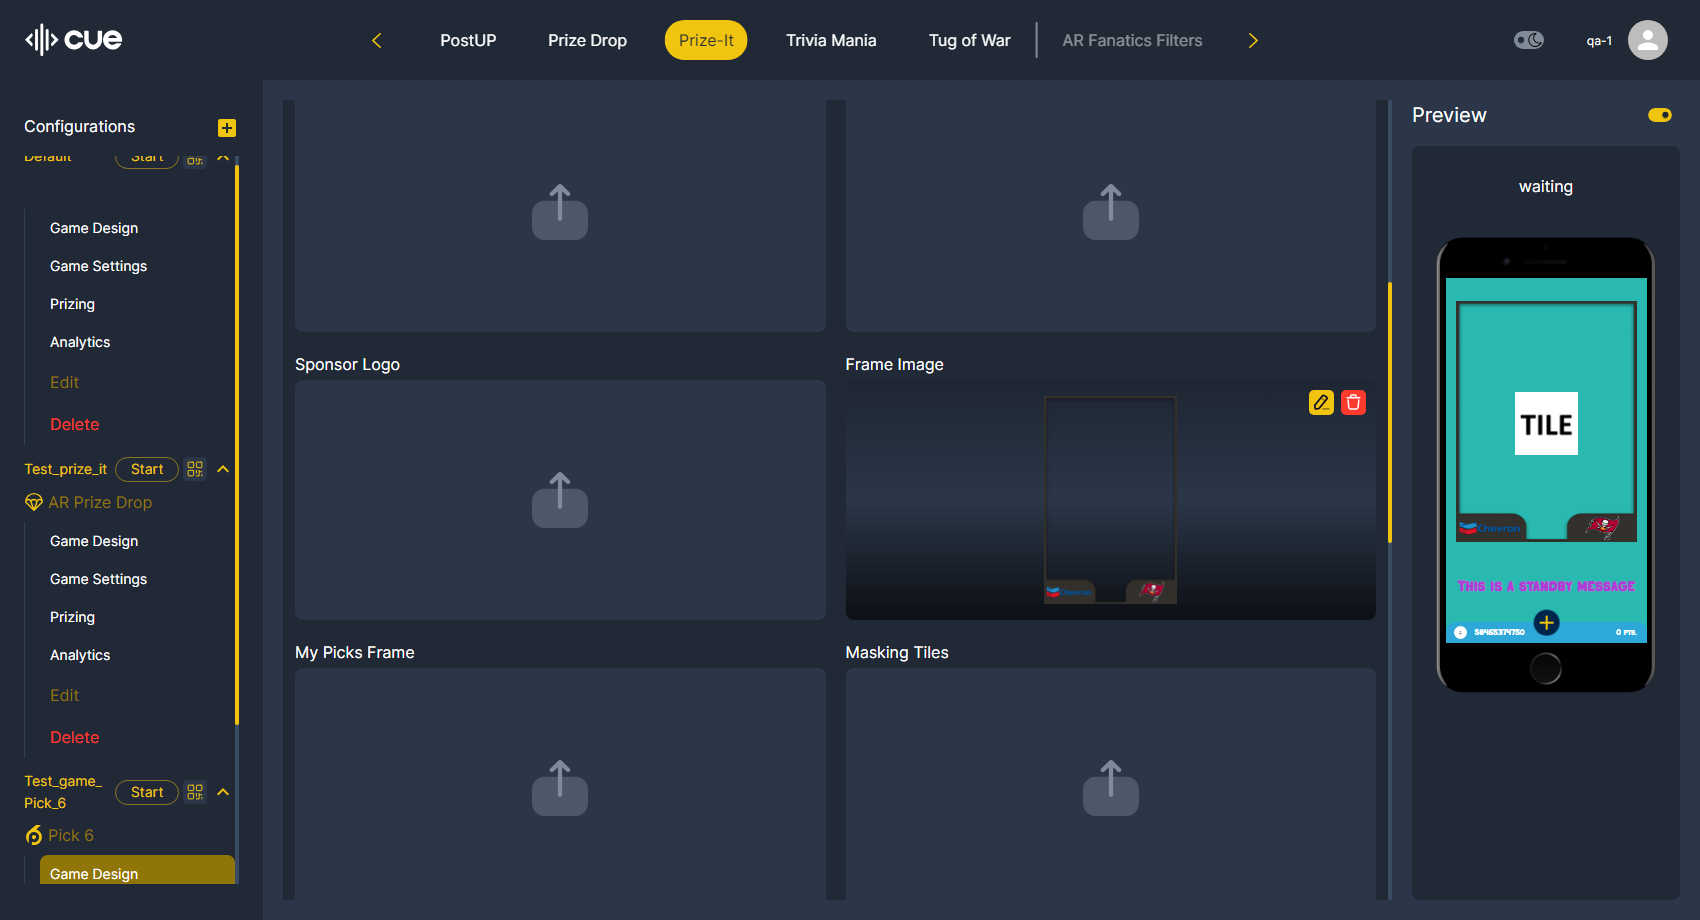 cue
PostUP
Prize Drop
Prize-It
Trivia Mania
Tug of War
AR Fanatics Filters
qa-1
Configurations
Default
Start
Game Design
Game Settings
Prizing
Analytics
Edit
Delete
Test_prize_it
Start
AR Prize Drop
Game Design
Game Settings
Prizing
Analytics
Edit
Delete
Test_game_
Pick_6
Start
Pick 6
Game Design
Sponsor Logo
Frame Image
Chevron
My Picks Frame
Masking Tiles
Preview
waiting
TILE
Chevron
THIS IS A STANDBY MESSAGE
58465374750
0 PTS.